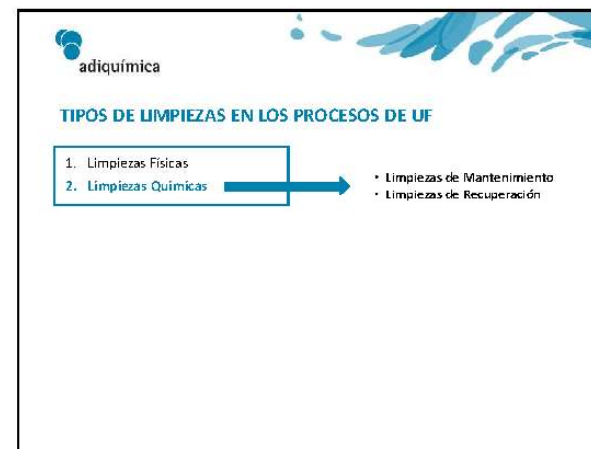 adiquímica
TIPOS DE LIMPIEZAS EN LOS PROCESOS DE UF
1. Limpiezas Físicas
2. Limpiezas Quimícas
• Limpiezas de Mantenimiento
• Limpiezas de Recuperación